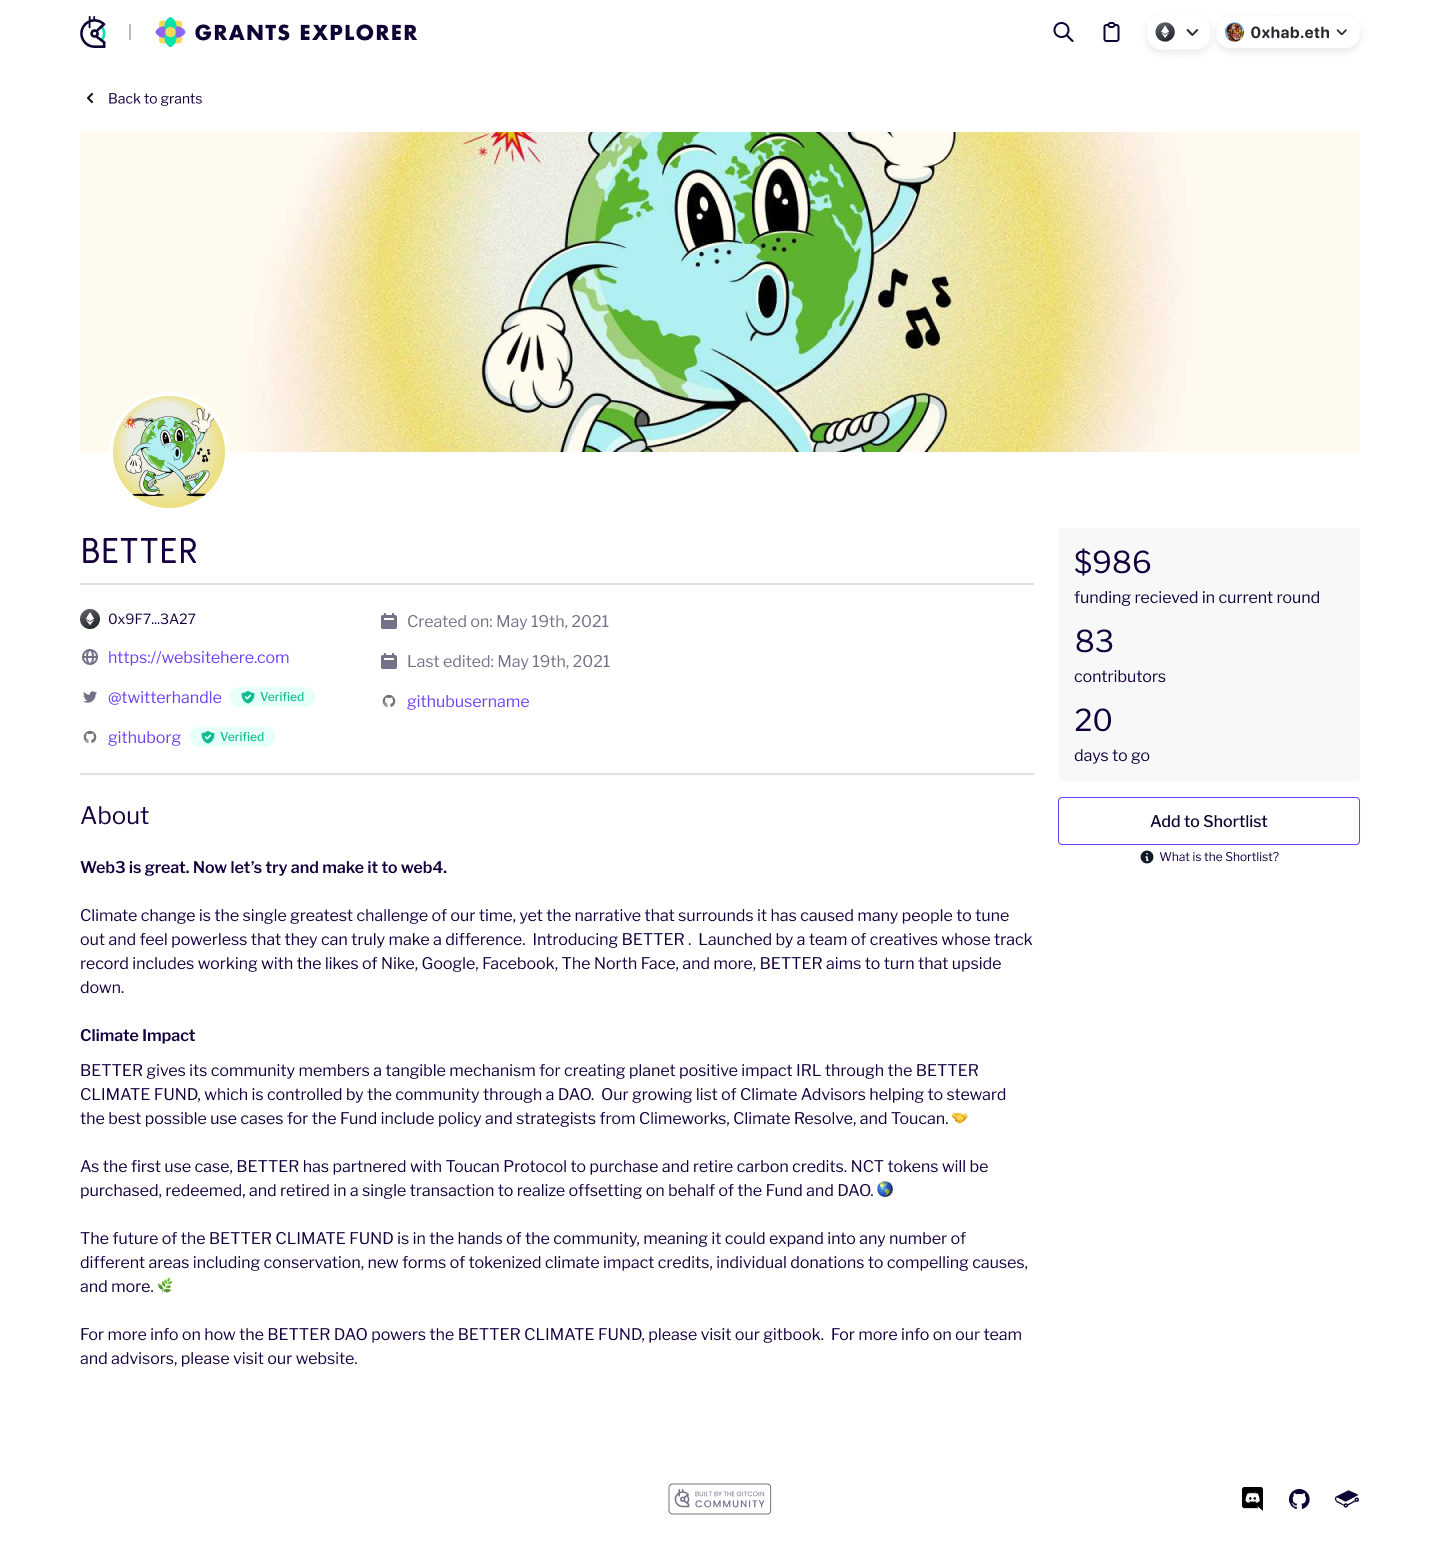 GRANTS EXPLORER
0xhab.eth
Back to grants
BETTER
0x9F7...3A27
https://websitehere.com
@twitterhandle Verified
githuborg Verified
Created on: May 19th, 2021
Last edited: May 19th, 2021
githubusername
$986
funding recieved in current round
83
contributors
20
days to go
Add to Shortlist
What is the Shortlist?
About
Web3 is great. Now let’s try and make it to web4.
Climate change is the single greatest challenge of our time, yet the narrative that surrounds it has caused many people to tune
out and feel powerless that they can truly make a difference.  Introducing BETTER .  Launched by a team of creatives whose track
record includes working with the likes of Nike, Google, Facebook, The North Face, and more, BETTER aims to turn that upside
down.
Climate Impact
BETTER gives its community members a tangible mechanism for creating planet positive impact IRL through the BETTER
CLIMATE FUND, which is controlled by the community through a DAO.  Our growing list of Climate Advisors helping to steward
the best possible use cases for the Fund include policy and strategists from Climeworks, Climate Resolve, and Toucan. 🤝
As the first use case, BETTER has partnered with Toucan Protocol to purchase and retire carbon credits. NCT tokens will be
purchased, redeemed, and retired in a single transaction to realize offsetting on behalf of the Fund and DAO. 🌎
The future of the BETTER CLIMATE FUND is in the hands of the community, meaning it could expand into any number of
different areas including conservation, new forms of tokenized climate impact credits, individual donations to compelling causes,
and more. 🌿
For more info on how the BETTER DAO powers the BETTER CLIMATE FUND, please visit our gitbook.  For more info on our team
and advisors, please visit our website.
BUILT BY THE GITCOIN
COMMUNITY